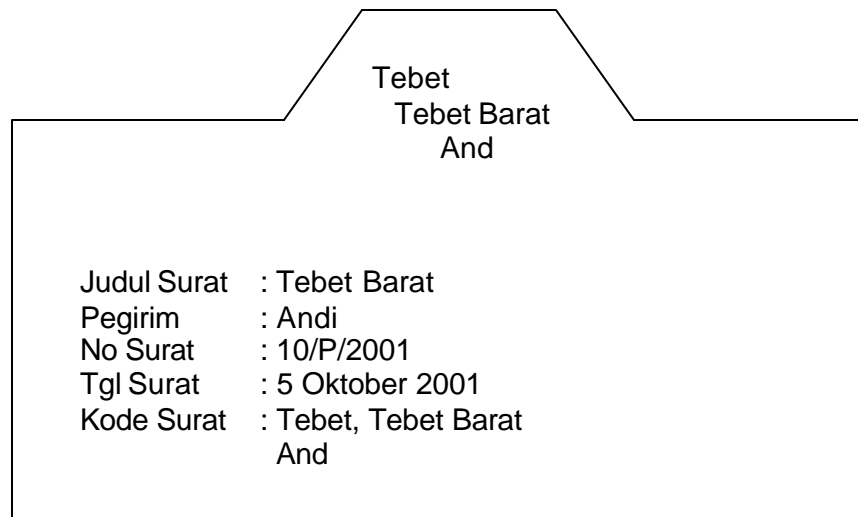 Tebet
Tebet Barat
And
Judul Surat : Tebet Barat
Pegirim : Andi
No Surat : 10/P/2001
Tgl Surat : 5 Oktober 2001
Kode Surat : Tebet, Tebet Barat
And